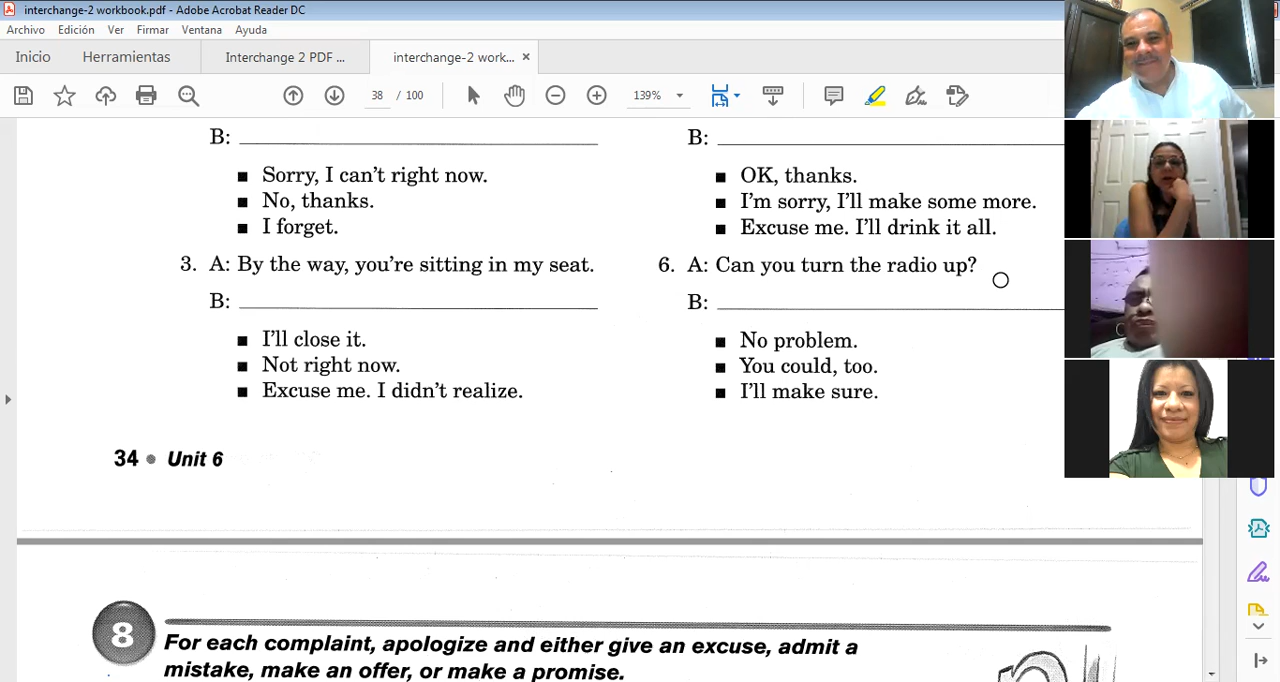 interchange-2 workbook.pdf - Adobe Acrobat Reader DC
Archivo Edición Ver Firmar Ventana Ayuda
Inicio Herramientas Interchange 2 PDF ... interchange-2 work... ×
38 / 100 139%
B: ____________
■ Sorry, I can't right now.
■ No, thanks.
■ I forget.
3. A: By the way, you're sitting in my seat.
B: ____________
■ I'll close it.
■ Not right now.
■ Excuse me. I didn't realize.
B: ____________
■ OK, thanks.
■ I'm sorry, I'll make some more.
■ Excuse me. I'll drink it all.
6. A: Can you turn the radio up?
B: ____________
■ No problem.
■ You could, too.
■ I'll make sure.
34 • Unit 6
8
For each complaint, apologize and either give an excuse, admit a
mistake, make an offer, or make a promise.